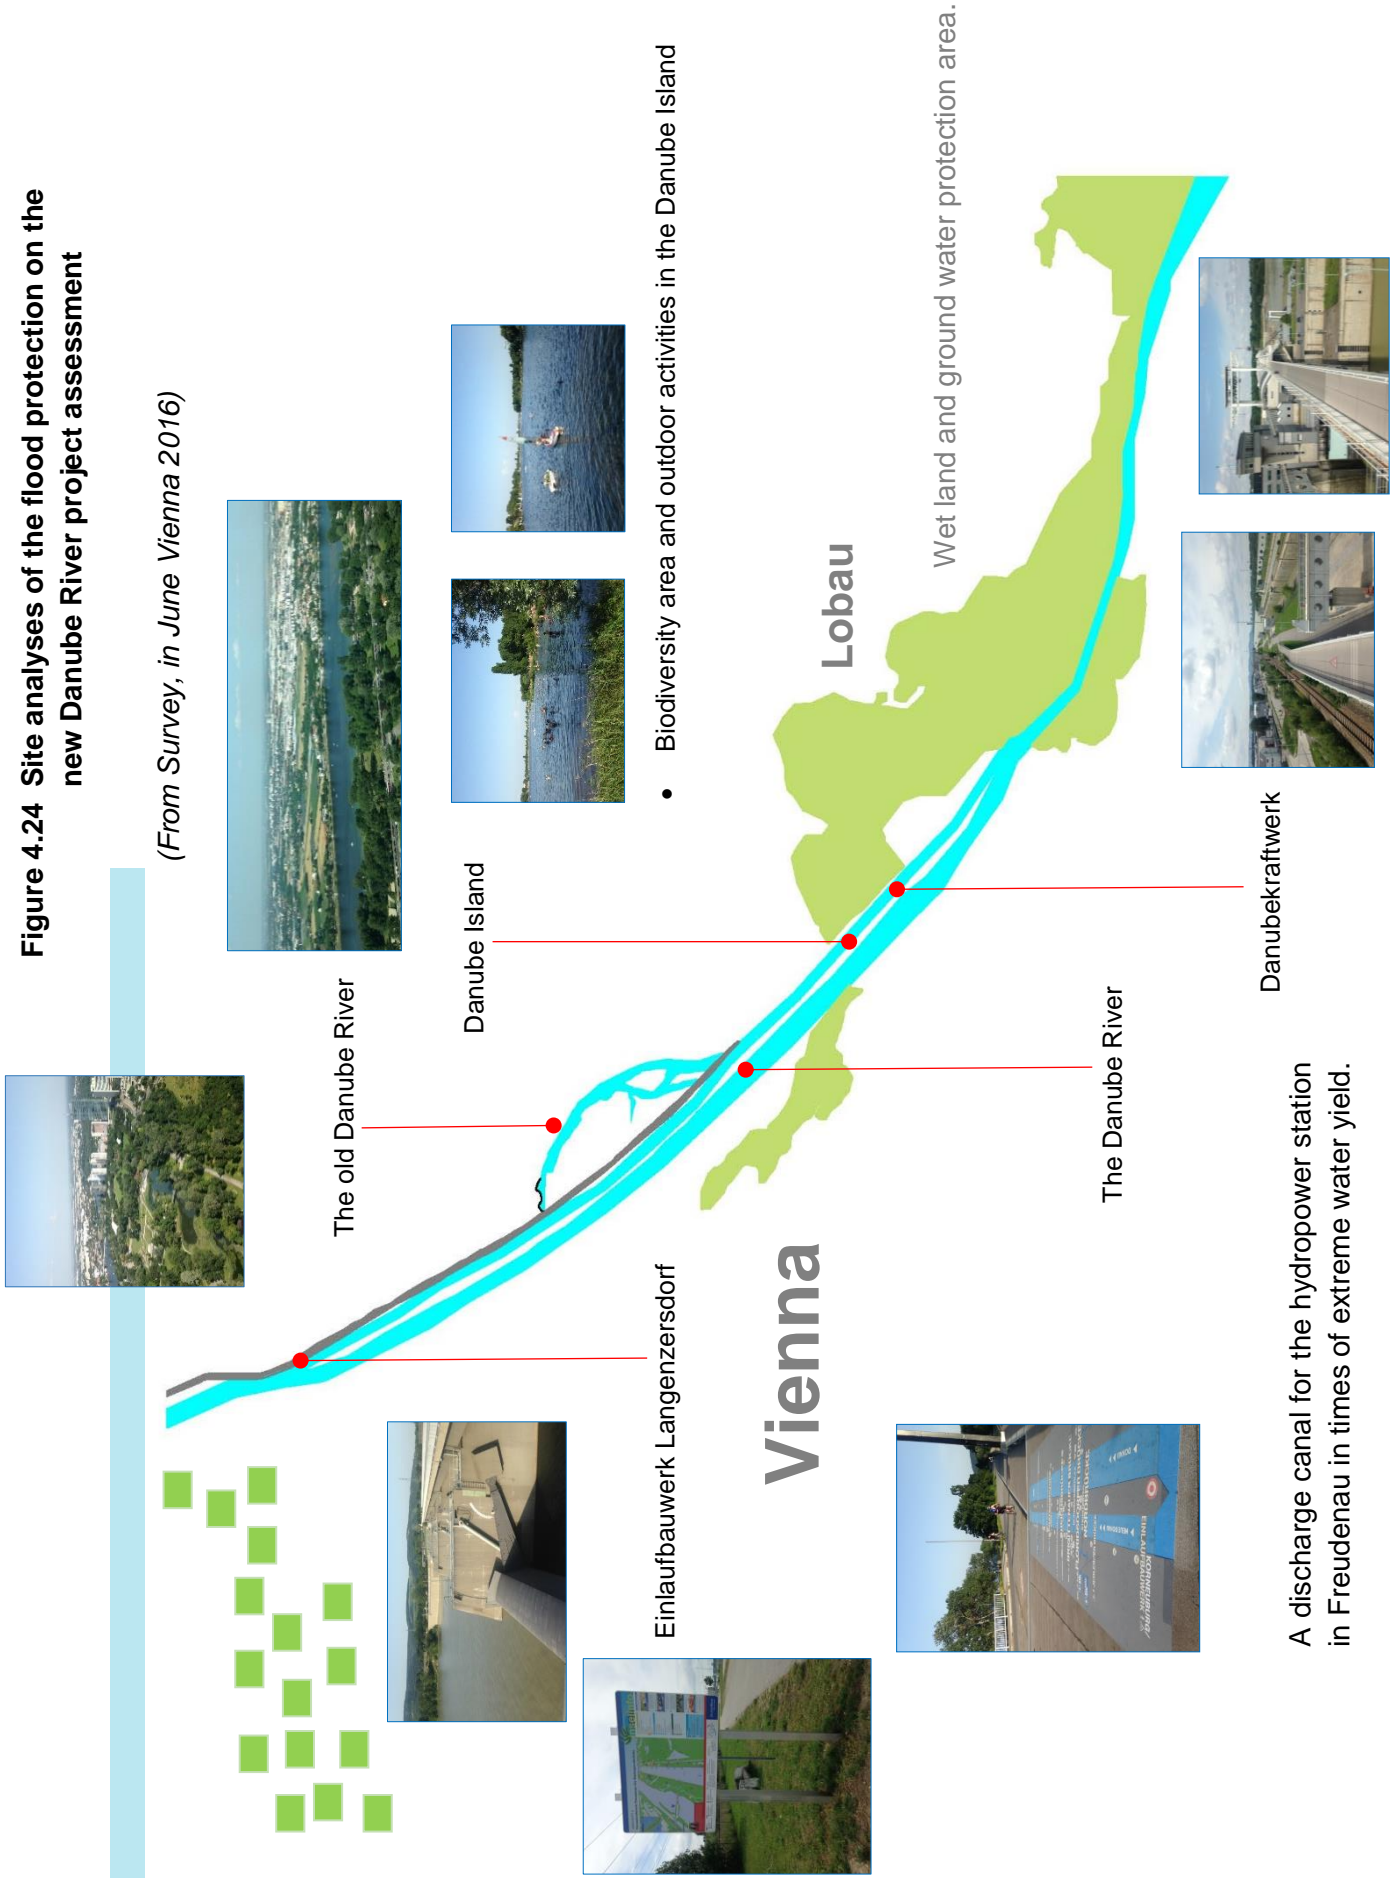 Figure 4.24 Site analyses of the flood protection on the
new Danube River project assessment
(From Survey, in June Vienna 2016)
The old Danube River
Danube Island
• Biodiversity area and outdoor activities in the Danube Island
Einlaufbauwerk Langenzersdorf
Vienna
Lobau
Wet land and ground water protection area.
The Danube River
Danubekraftwerk
A discharge canal for the hydropower station
in Freudenau in times of extreme water yield.
KORNEUBURG/
EINLAUF-
BAUWERK